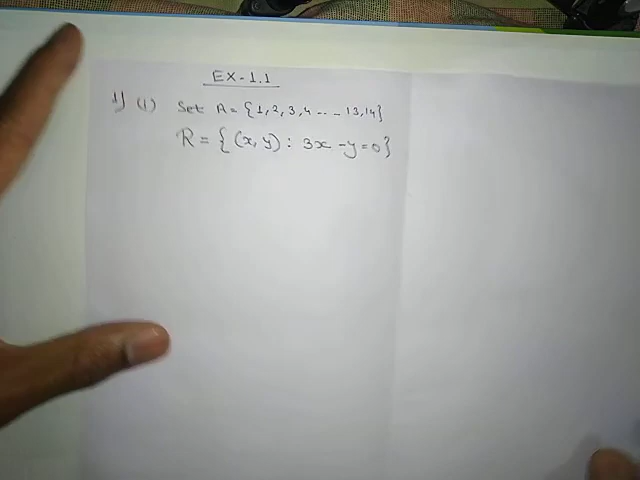 EX-1.1
1) (i) Set A = {1, 2, 3, 4 - - - 13, 14}
R = { (x, y) : 3x - y = 0 }